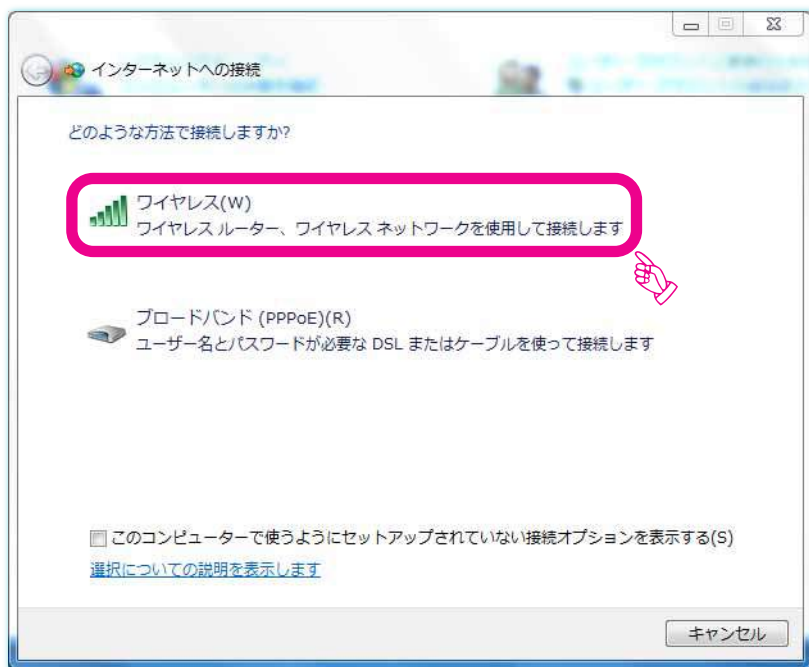 インターネットへの接続
どのような方法で接続しますか?
ワイヤレス(W)
ワイヤレス ルーター、ワイヤレス ネットワークを使用して接続します
ブロードバンド (PPPoE)(R)
ユーザー名とパスワードが必要な DSL またはケーブルを使って接続します
このコンピューターで使うようにセットアップされていない接続オプションを表示する(S)
選択についての説明を表示します
キャンセル